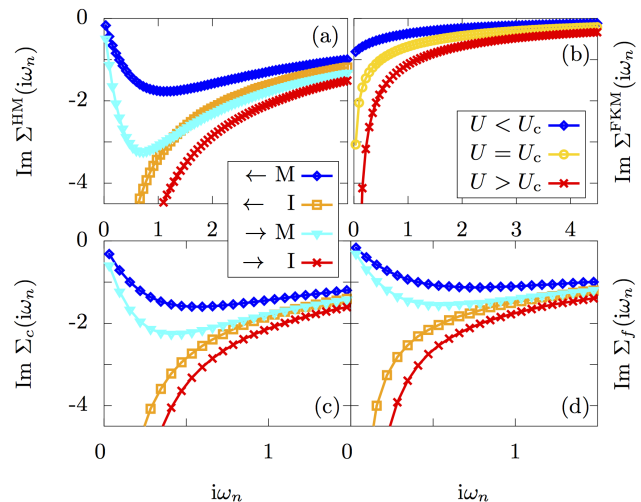 0
-2
-4
Im Σ^HM(iω_n)
(a)
← M
← I
→ M
→ I
0 1 2
(b)
U < U_c
U = U_c
U > U_c
Im Σ^FKM(iω_n)
0 1 2 3 4
0
-2
-4
Im Σ_c(iω_n)
(c)
0 1
iω_n
(d)
Im Σ_f(iω_n)
0 1
iω_n